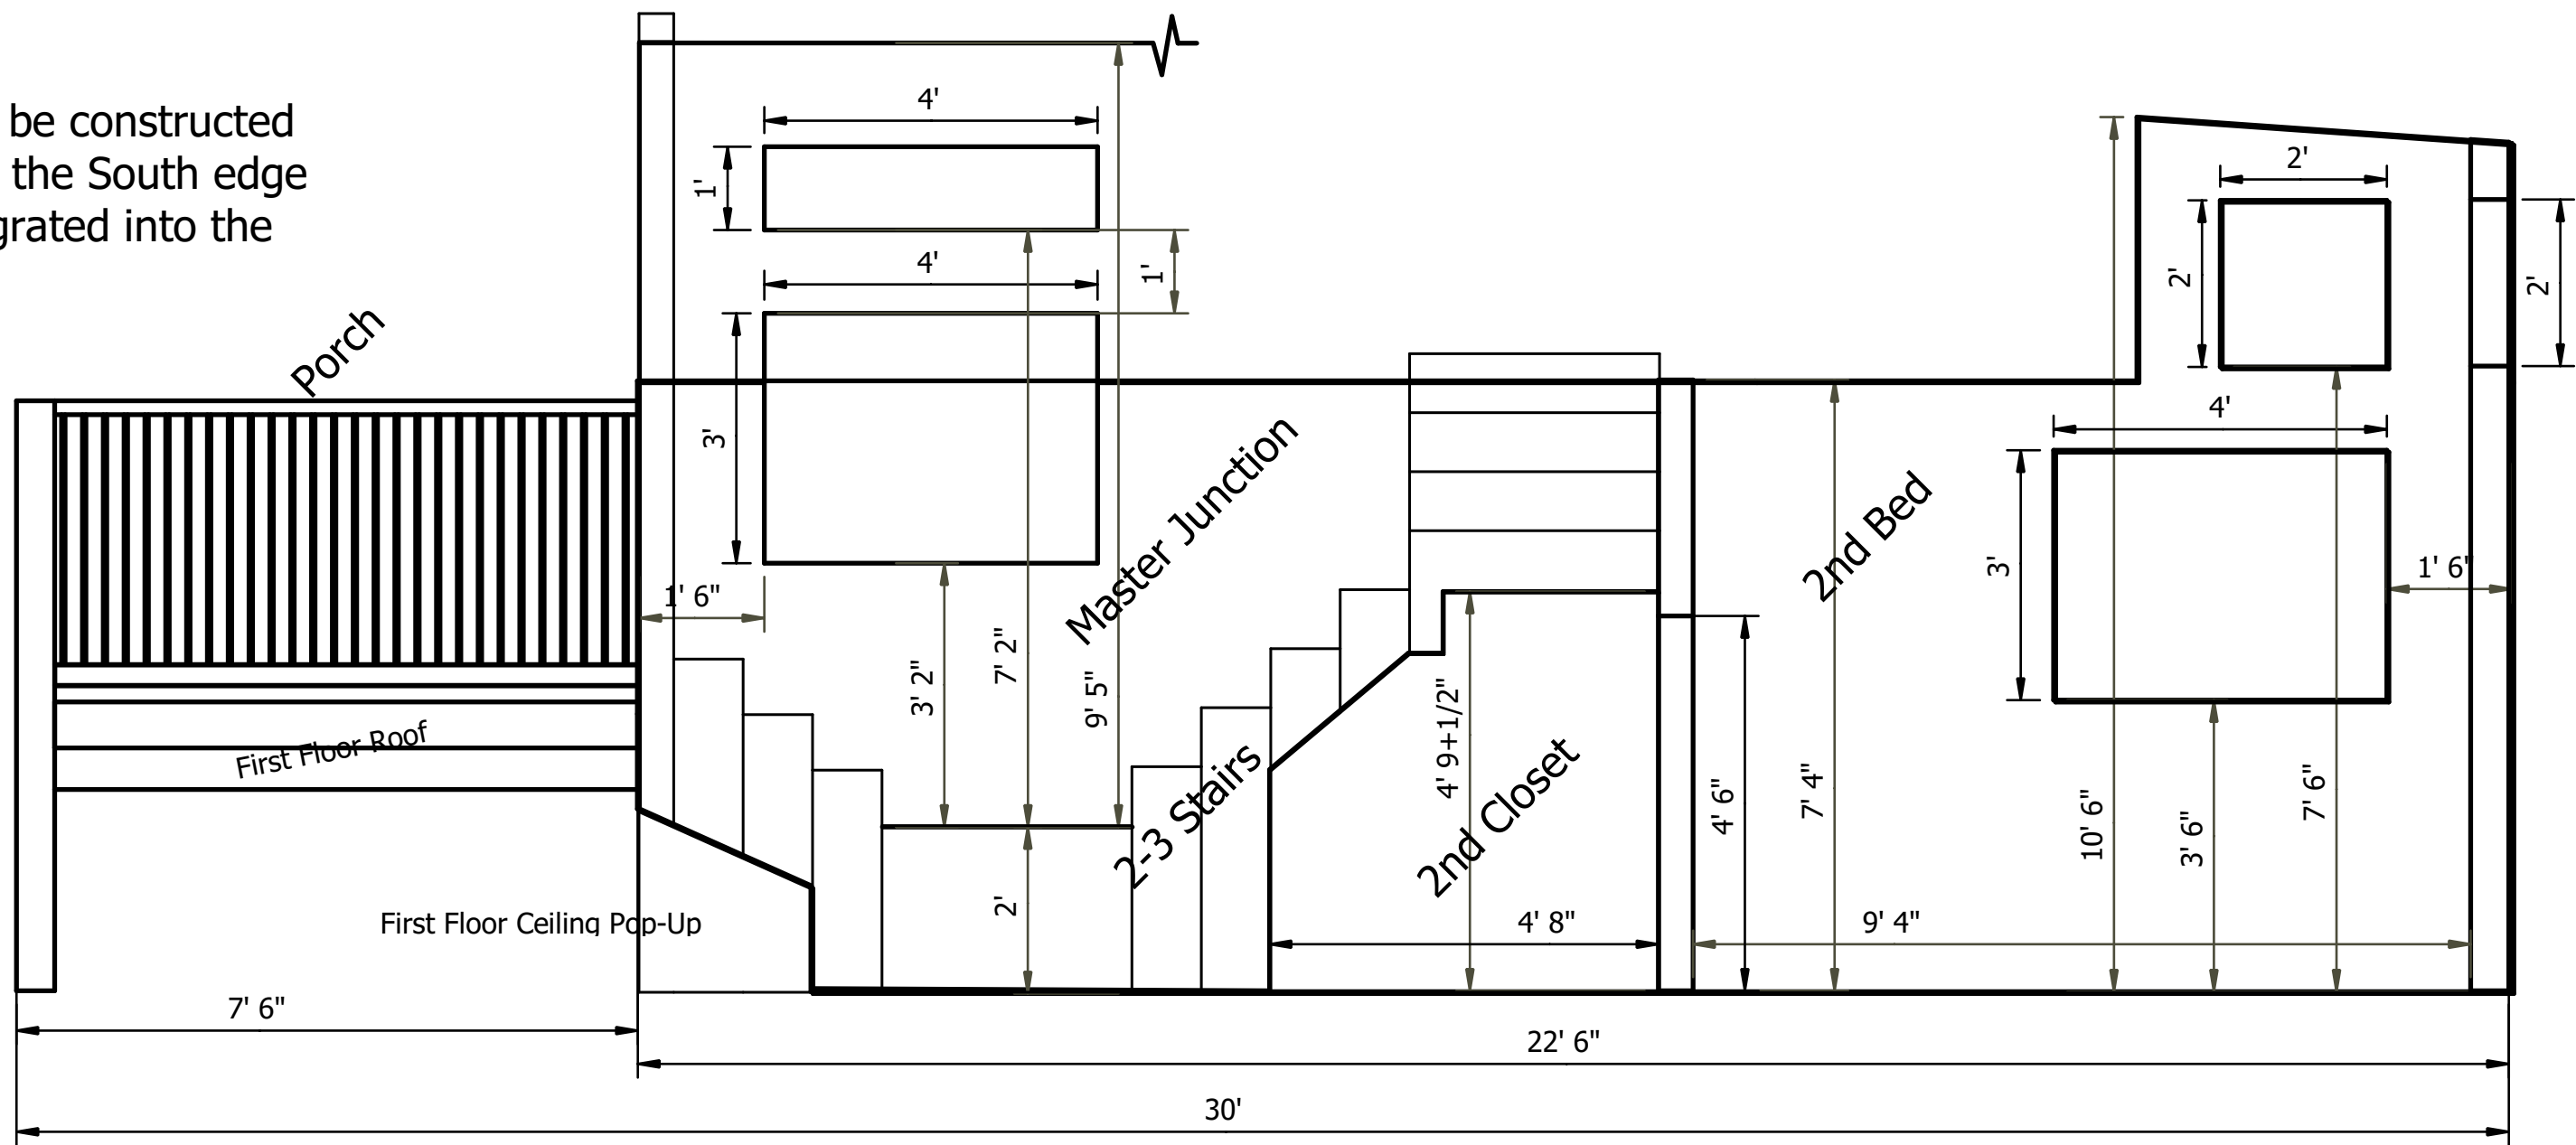 be constructed
the South edge
grated into the
4'
1'
4'
1'
3'
1' 6"
3' 2"
7' 2"
9' 5"
2'
Porch
First Floor Roof
First Floor Ceiling Pop-Up
Master Junction
2-3 Stairs
2nd Closet
4' 9+1/2"
4' 8"
4' 6"
7' 4"
2nd Bed
9' 4"
10' 6"
3' 6"
7' 6"
2'
2'
2'
4'
3'
1' 6"
7' 6"
22' 6"
30'